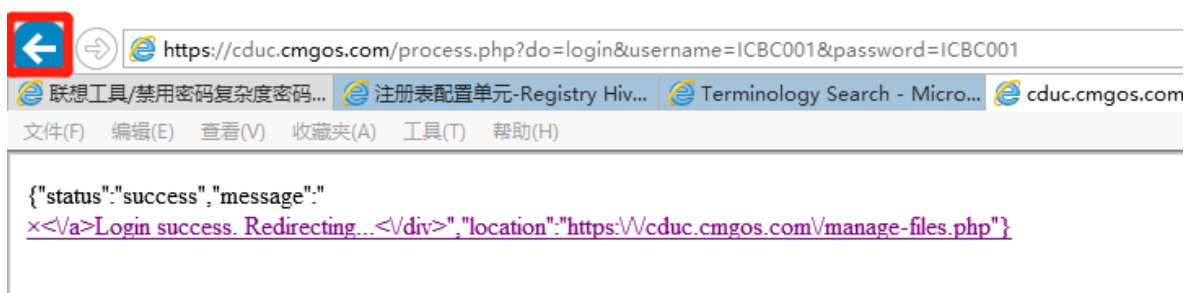 https://cduc.cmgos.com/process.php?do=login&username=ICBC001&password=ICBC001
联想工具/禁用密码复杂度密码... 注册表配置单元-Registry Hiv... Terminology Search - Micro... cduc.cmgos.com
文件(F) 编辑(E) 查看(V) 收藏夹(A) 工具(T) 帮助(H)
{"status":"success","message":"
×<\/a>Login success. Redirecting...<\/div>","location":"https:\/\/cduc.cmgos.com\/manage-files.php"}